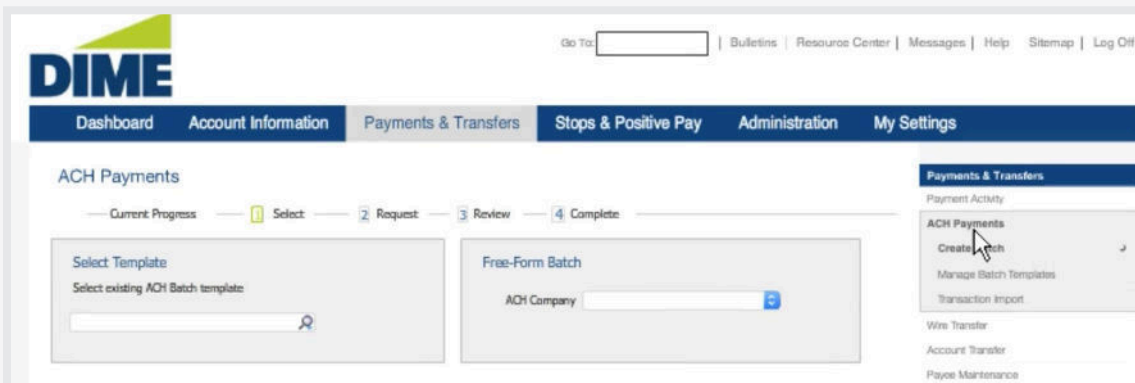 DIME
Go To: | Bulletins | Resource Center | Messages | Help Sitemap | Log Off
Dashboard Account Information Payments & Transfers Stops & Positive Pay Administration My Settings
ACH Payments
Current Progress 1 Select 2 Request 3 Review 4 Complete
Select Template
Select existing ACH Batch template
Free-Form Batch
ACH Company
Payments & Transfers
Payment Activity
ACH Payments
Create
Manage Batch Templates
Transaction Import
Wire Transfer
Account Transfer
Payee Maintenance